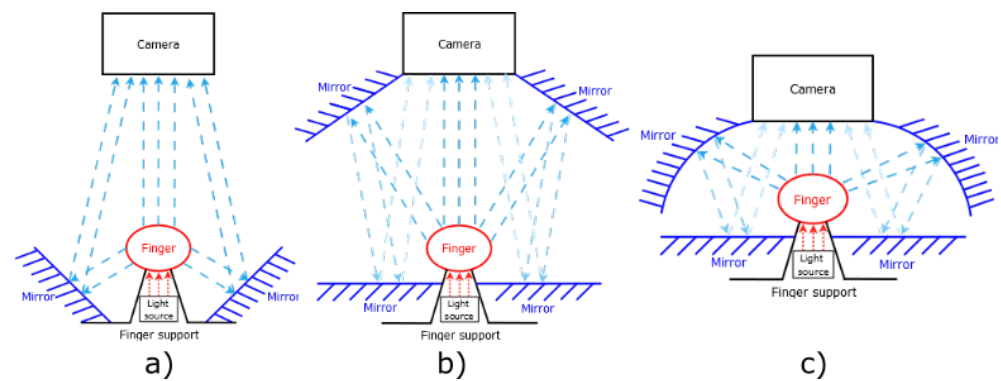 Camera
Mirror
Mirror
Finger
Light
source
Finger support
a)
Camera
Mirror
Mirror
Finger
Mirror
Mirror
Light
source
Finger support
b)
Camera
Mirror
Mirror
Finger
Mirror
Mirror
Light
source
Finger support
c)